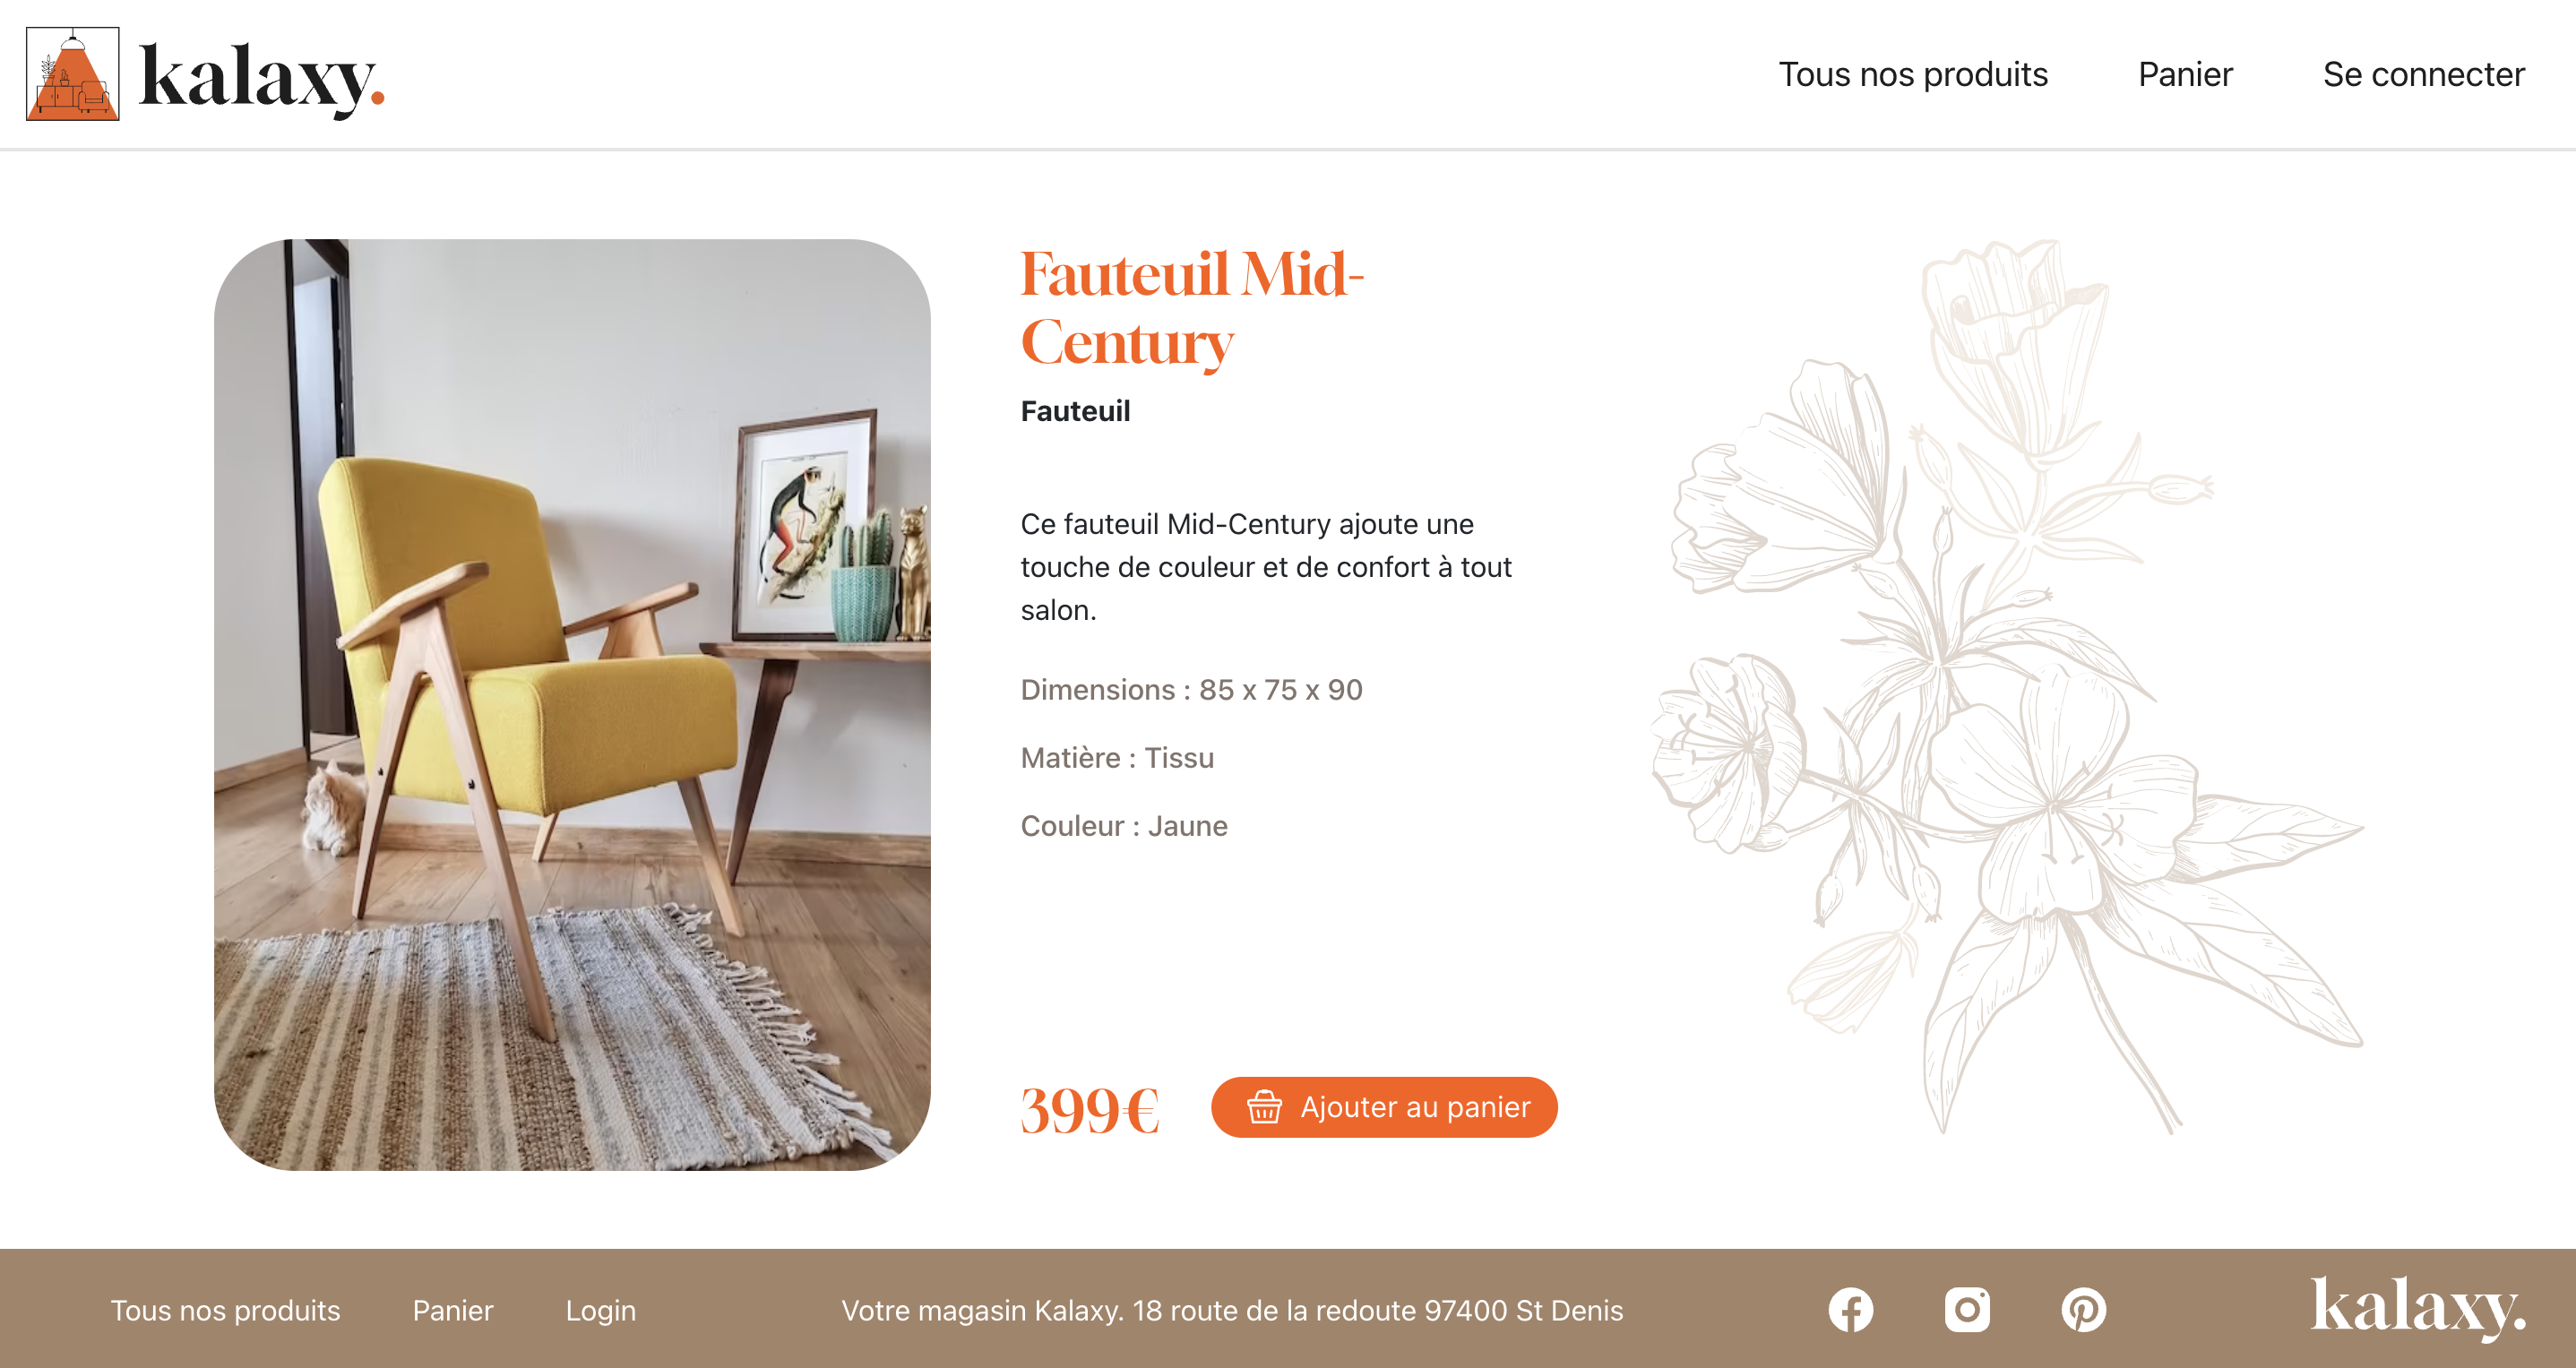 kalaxy.
Tous nos produits
Panier
Se connecter
Fauteuil Mid-
Century
Fauteuil
Ce fauteuil Mid-Century ajoute une
touche de couleur et de confort à tout
salon.
Dimensions : 85 x 75 x 90
Matière : Tissu
Couleur : Jaune
399€
Ajouter au panier
Tous nos produits
Panier
Login
Votre magasin Kalaxy. 18 route de la redoute 97400 St Denis
kalaxy.